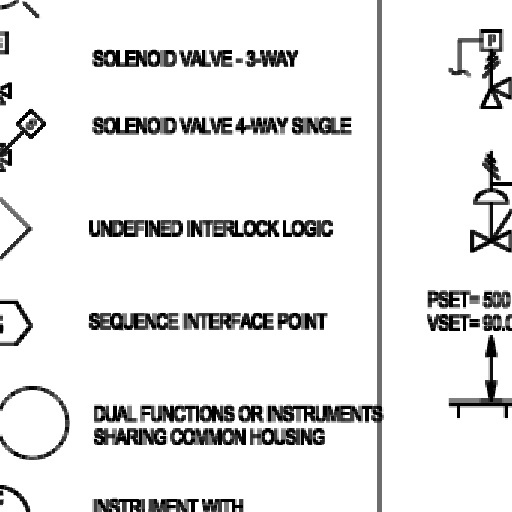 SOLENOID VALVE - 3-WAY
SOLENOID VALVE 4-WAY SINGLE
UNDEFINED INTERLOCK LOGIC
SEQUENCE INTERFACE POINT
DUAL FUNCTIONS OR INSTRUMENTS
SHARING COMMON HOUSING
INSTRUMENT WITH
PSET= 500
VSET= 90.0